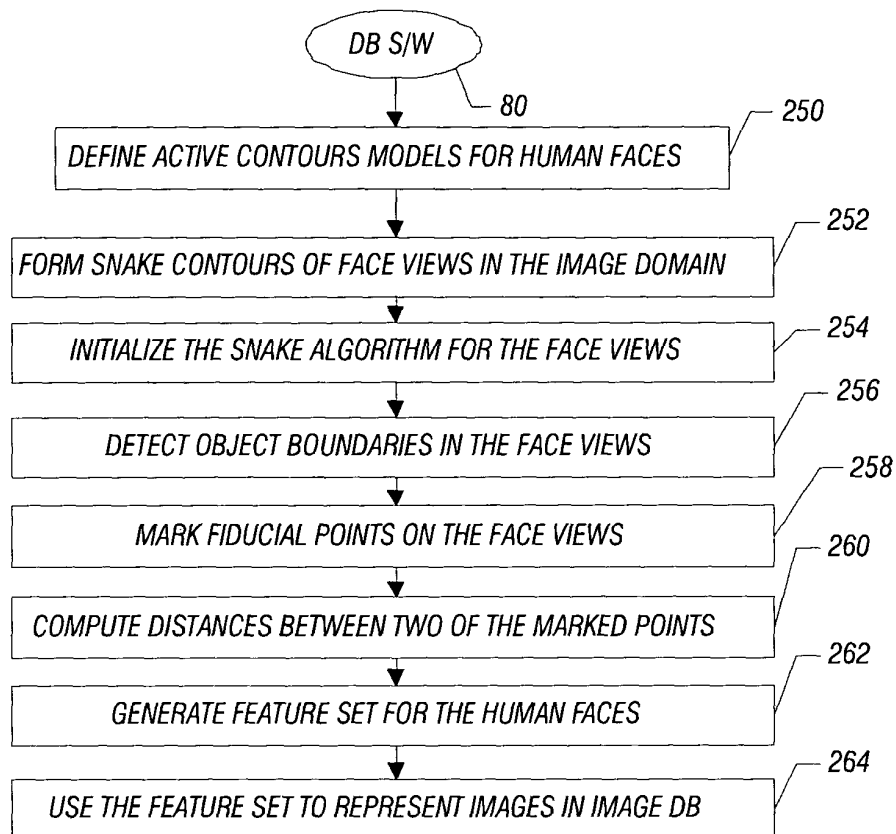 DB S/W
80
250
DEFINE ACTIVE CONTOURS MODELS FOR HUMAN FACES
252
FORM SNAKE CONTOURS OF FACE VIEWS IN THE IMAGE DOMAIN
254
INITIALIZE THE SNAKE ALGORITHM FOR THE FACE VIEWS
256
DETECT OBJECT BOUNDARIES IN THE FACE VIEWS
258
MARK FIDUCIAL POINTS ON THE FACE VIEWS
260
COMPUTE DISTANCES BETWEEN TWO OF THE MARKED POINTS
262
GENERATE FEATURE SET FOR THE HUMAN FACES
264
USE THE FEATURE SET TO REPRESENT IMAGES IN IMAGE DB